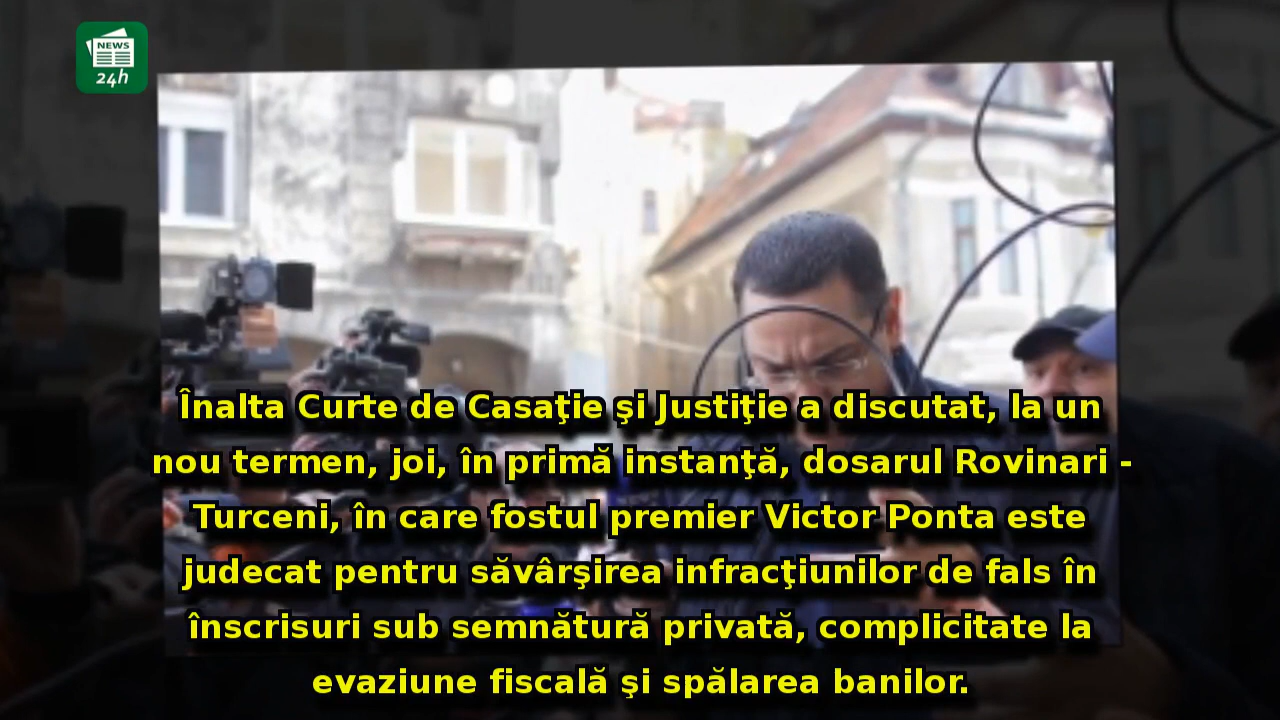 NEWS
24h
Înalta Curte de Casaţie şi Justiţie a discutat, la un
nou termen, joi, în primă instanţă, dosarul Rovinari -
Turceni, în care fostul premier Victor Ponta este
judecat pentru săvârşirea infracţiunilor de fals în
înscrisuri sub semnătură privată, complicitate la
evaziune fiscală şi spălarea banilor.